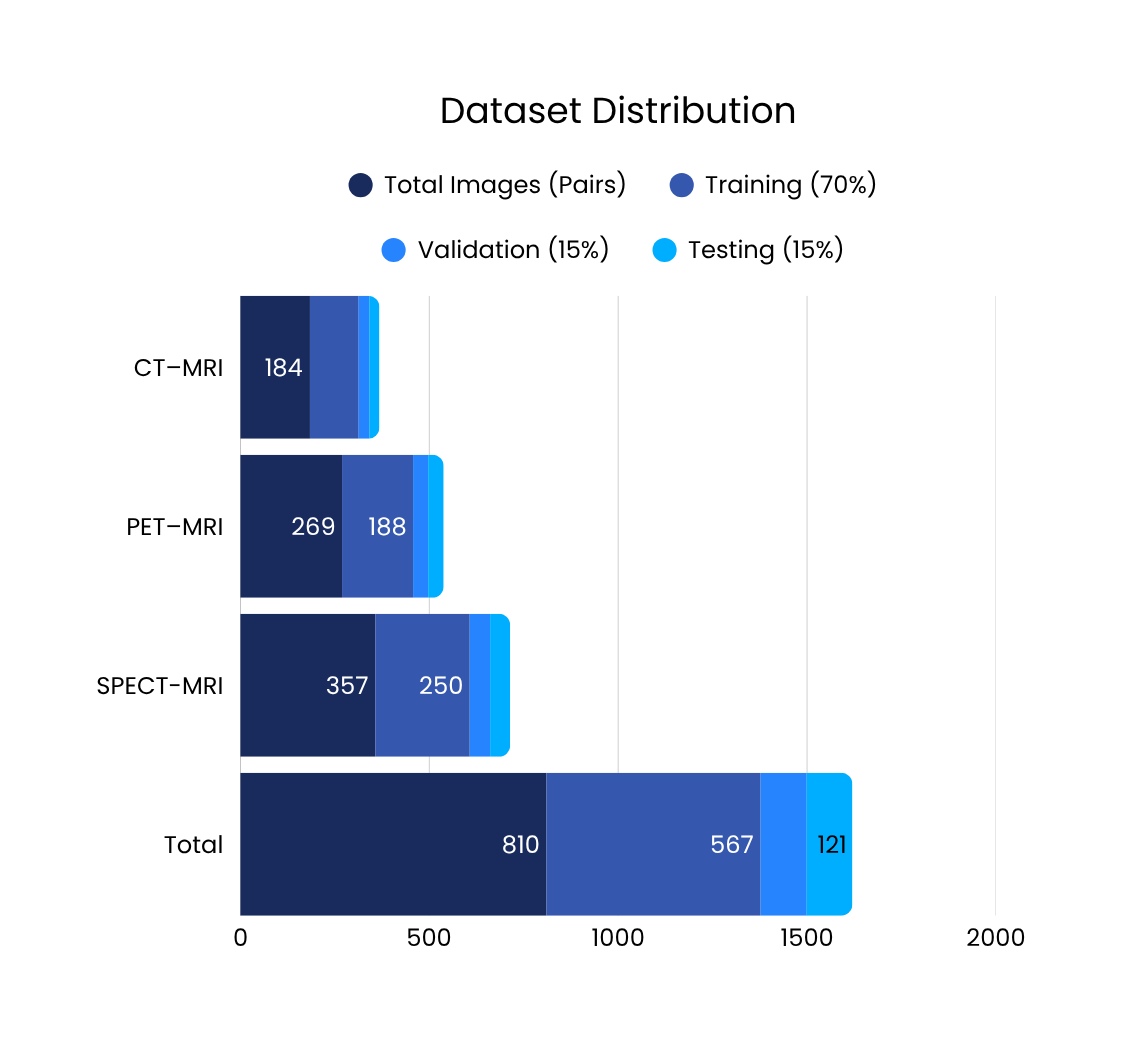 Dataset Distribution
Total Images (Pairs) Training (70%)
Validation (15%) Testing (15%)
CT–MRI 184
PET–MRI 269 188
SPECT-MRI 357 250
Total 810 567 121
0 500 1000 1500 2000